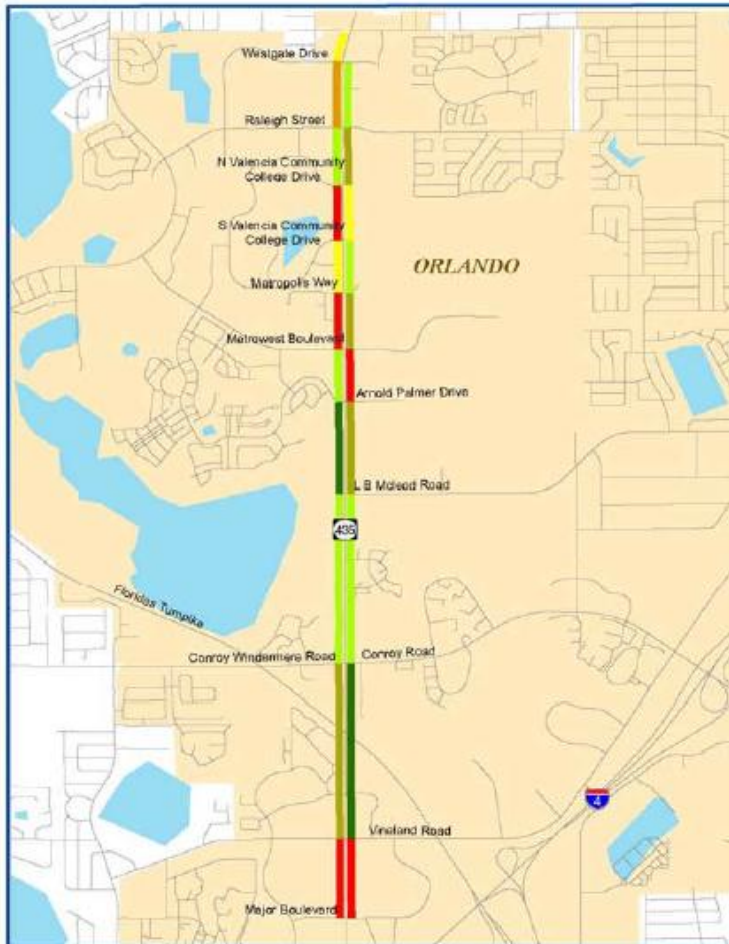 Westgate Drive
Raleigh Street
N Valencia Community
College Drive
S Valencia Community
College Drive
ORLANDO
Metropolis Way
Metrowest Boulevard
Arnold Palmer Drive
L B Mcleod Road
435
Floridas Turnpike
Conroy Windermere Road
Conroy Road
4
Vineland Road
Major Boulevard